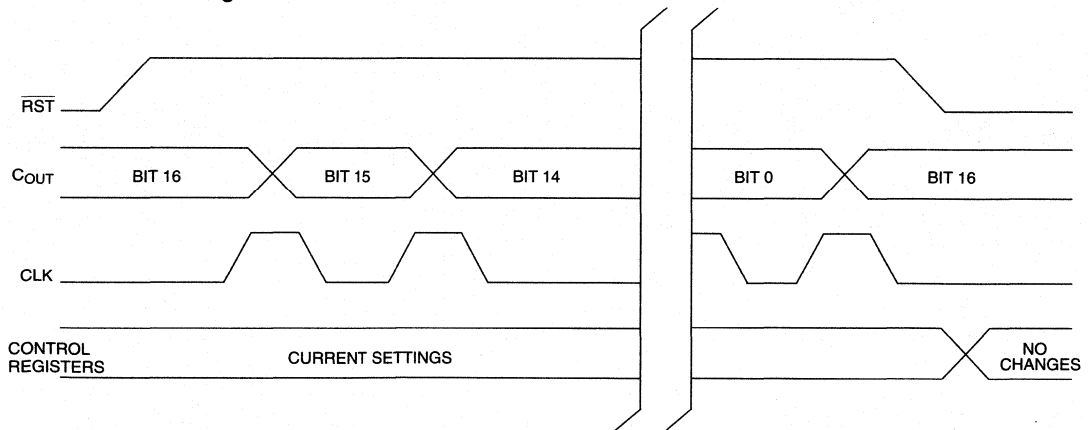 RST
COUT BIT 16 BIT 15 BIT 14 BIT 0 BIT 16
CLK
CONTROL REGISTERS CURRENT SETTINGS NO CHANGES